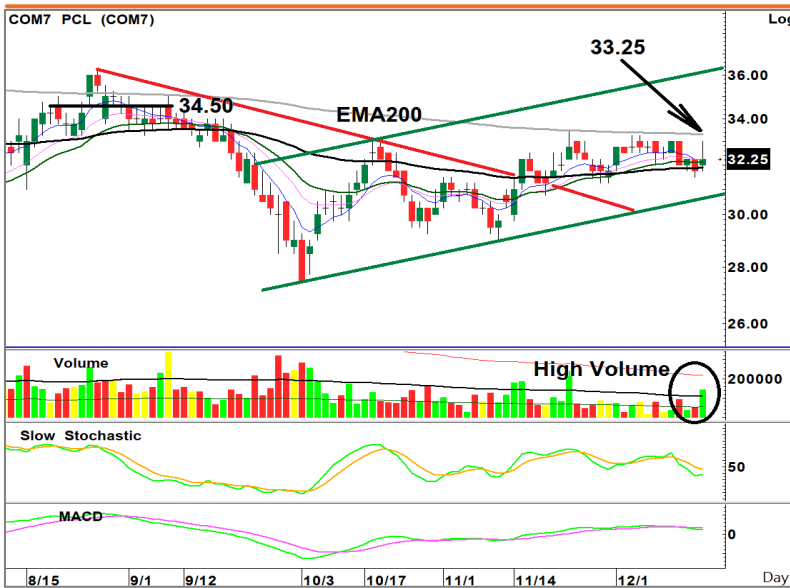 COM7 PCL (COM7)
Log
33.25
36.00
34.50
EMA200
34.00
32.25
30.00
28.00
26.00
Volume
High Volume
200000
Slow Stochastic
50
MACD
0
8/15 9/1 9/12 10/3 10/17 11/1 11/14 12/1
Day